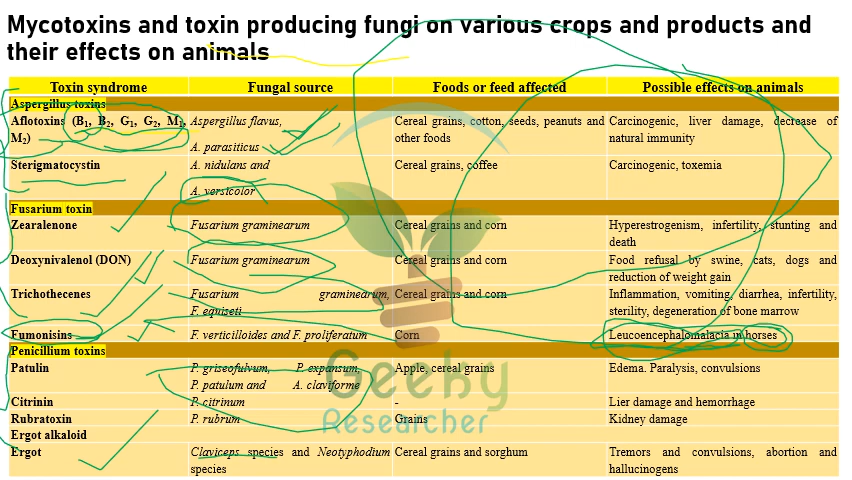 Mycotoxins and toxin producing fungi on various crops and products and
their effects on animals
Toxin syndrome Fungal source Foods or feed affected Possible effects on animals
Aspergillus toxins
Aflotoxins (B1, B2, G1, G2, M1, Aspergillus flavus, Cereal grains, cotton, seeds, peanuts and Carcinogenic, liver damage, decrease of
M2) A. parasiticus other foods natural immunity
Sterigmatocystin A. nidulans and Cereal grains, coffee Carcinogenic, toxemia
A. versicolor
Fusarium toxin
Zearalenone Fusarium graminearum Cereal grains and corn Hyperestrogenism, infertility, stunting and
death
Deoxynivalenol (DON) Fusarium graminearum Cereal grains and corn Food refusal by swine, cats, dogs and
reduction of weight gain
Trichothecenes Fusarium graminearum, Cereal grains and corn Inflammation, vomiting, diarrhea, infertility,
F. equiseti sterility, degeneration of bone marrow
Fumonisins F. verticilloides and F. proliferatum Corn Leucoencephalomalacia in horses
Penicillium toxins
Patulin P. griseofulvum, P. expansum, Apple, cereal grains Edema. Paralysis, convulsions
P. patulum and A. claviforme
Citrinin P. citrinum - Lier damage and hemorrhage
Rubratoxin P. rubrum Grains Kidney damage
Ergot alkaloid
Ergot Claviceps species and Neotyphodium Cereal grains and sorghum Tremors and convulsions, abortion and
species hallucinogens
Geeky
Researcher